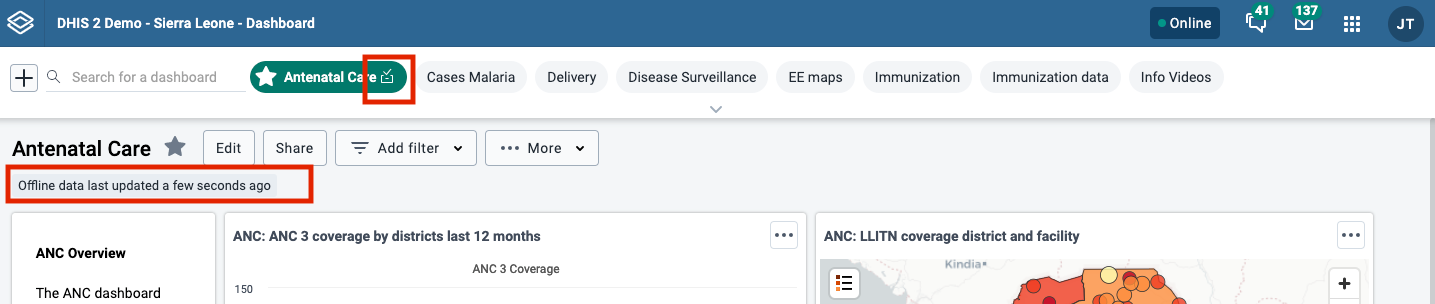 DHIS 2 Demo - Sierra Leone - Dashboard
Online
41
137
JT
Search for a dashboard
Antenatal Care
Cases Malaria
Delivery
Disease Surveillance
EE maps
Immunization
Immunization data
Info Videos
Antenatal Care
Edit
Share
Add filter
More
Offline data last updated a few seconds ago
ANC Overview
The ANC dashboard
ANC: ANC 3 coverage by districts last 12 months
ANC 3 Coverage
150
ANC: LLITN coverage district and facility
Kindia
+